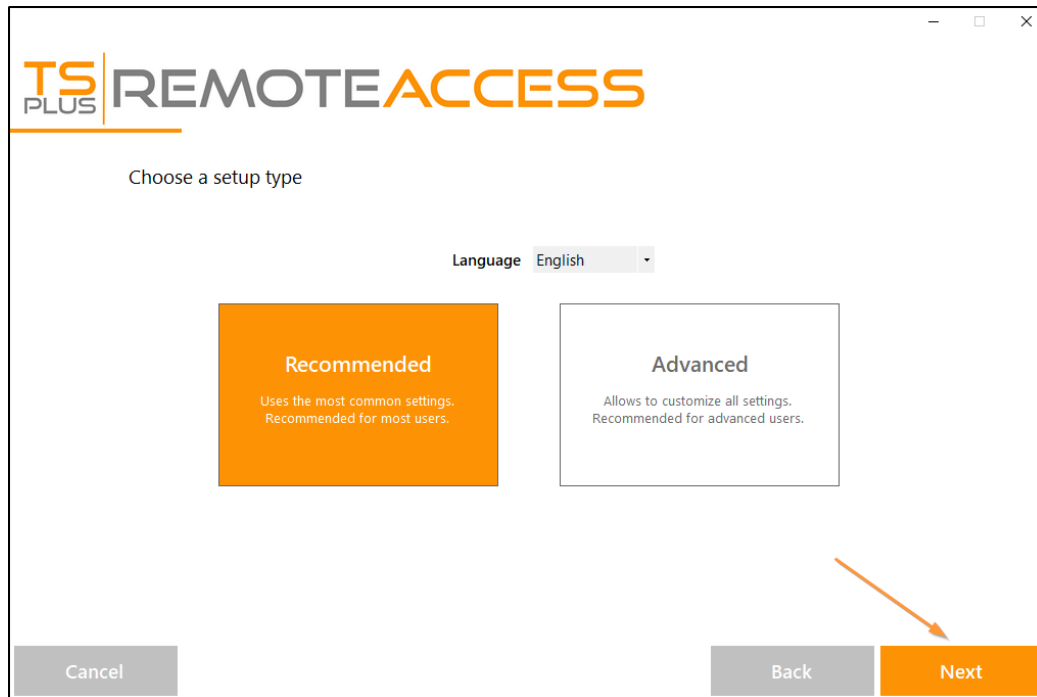 TS
PLUS
REMOTEACCESS
Choose a setup type
Language English
Recommended
Uses the most common settings.
Recommended for most users.
Advanced
Allows to customize all settings.
Recommended for advanced users.
Cancel
Back
Next